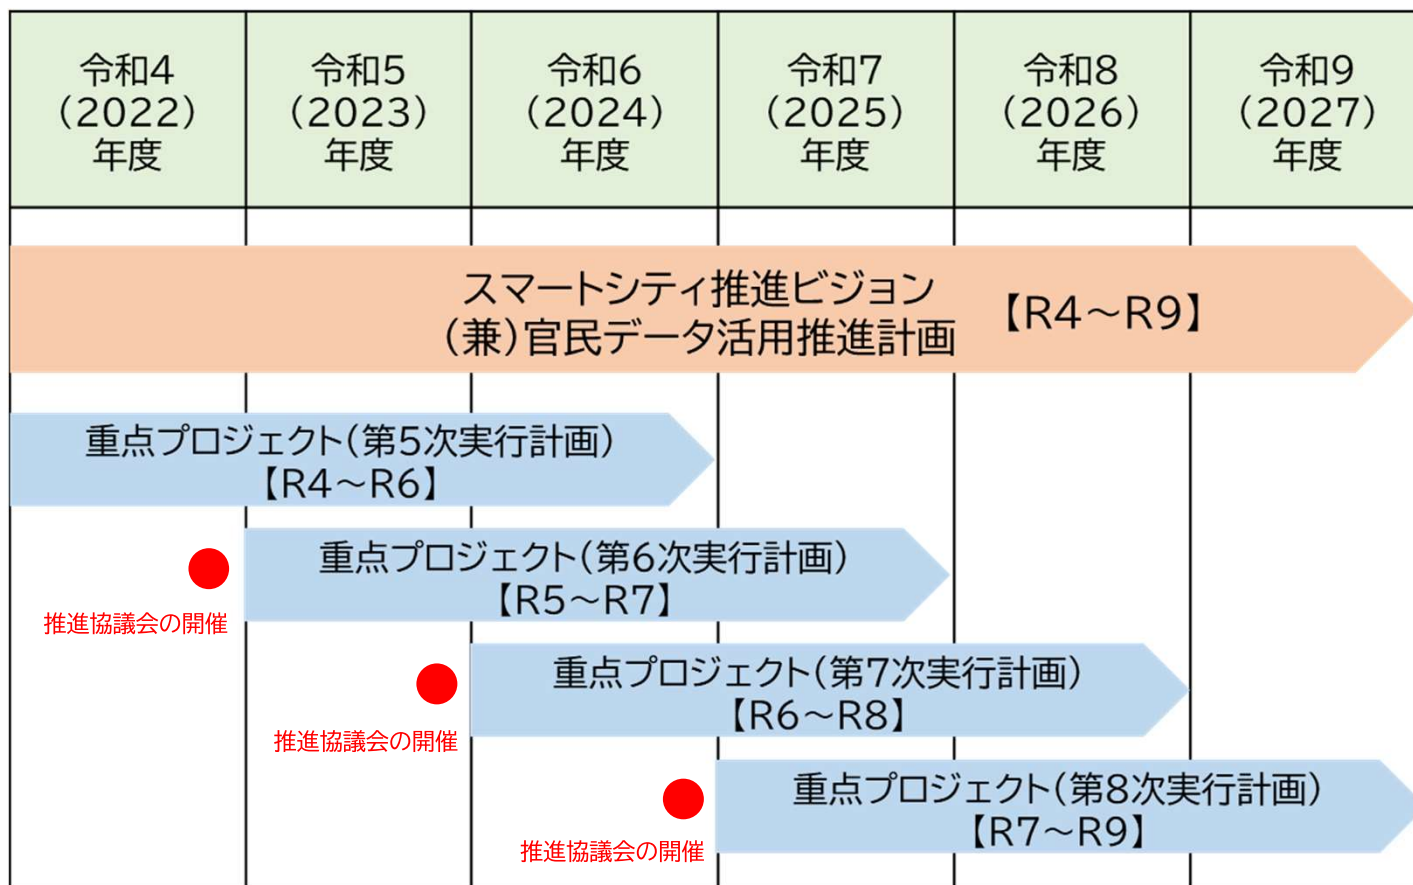 令和4
（2022）
年度
令和5
（2023）
年度
令和6
（2024）
年度
令和7
（2025）
年度
令和8
（2026）
年度
令和9
（2027）
年度
スマートシティ推進ビジョン
（兼）官民データ活用推進計画
【R4～R9】
重点プロジェクト（第5次実行計画）
【R4～R6】
重点プロジェクト（第6次実行計画）
【R5～R7】
推進協議会の開催
重点プロジェクト（第7次実行計画）
【R6～R8】
推進協議会の開催
重点プロジェクト（第8次実行計画）
【R7～R9】
推進協議会の開催